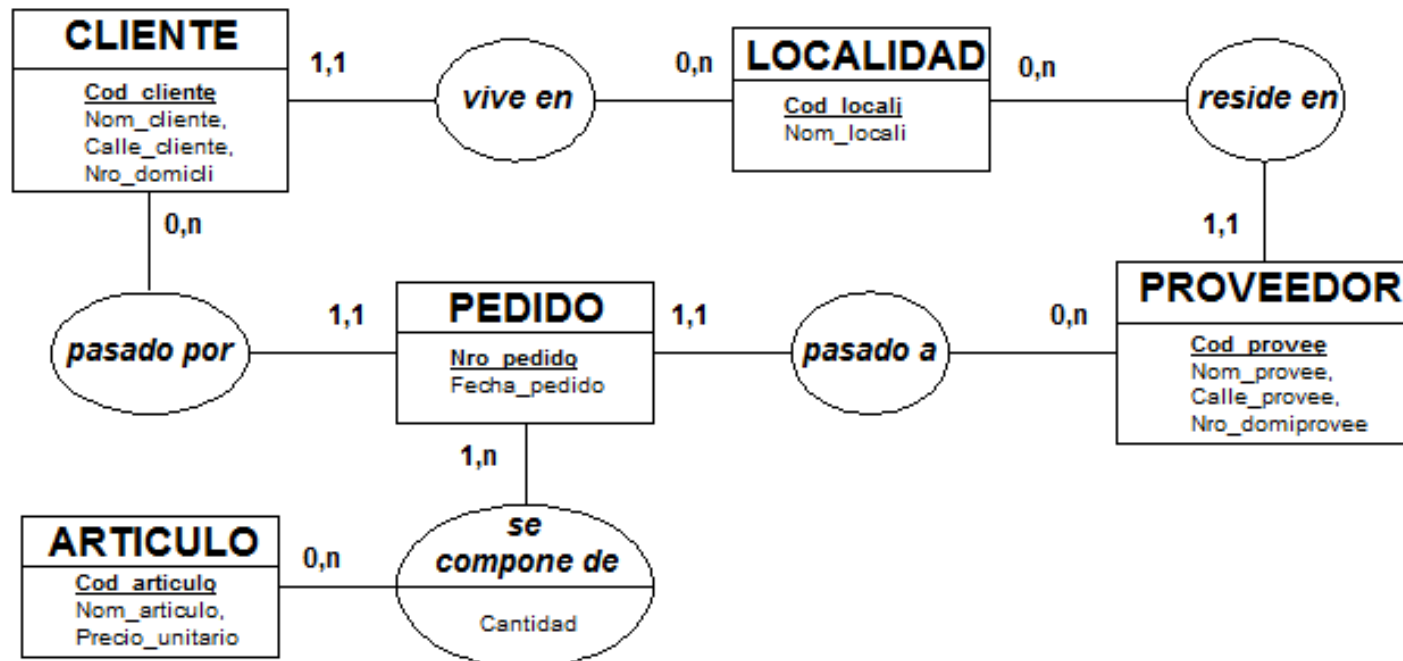 CLIENTE
Cod_cliente
Nom_cliente,
Calle_cliente,
Nro_domicli
1,1
vive en
0,n
LOCALIDAD
Cod_locali
Nom_locali
0,n
reside en
0,n
1,1
pasado por
1,1
PEDIDO
Nro_pedido
Fecha_pedido
1,1
pasado a
0,n
PROVEEDOR
Cod_provee
Nom_provee,
Calle_provee,
Nro_domiprovee
1,n
ARTICULO
Cod_articulo
Nom_articulo,
Precio_unitario
0,n
se
compone de
Cantidad